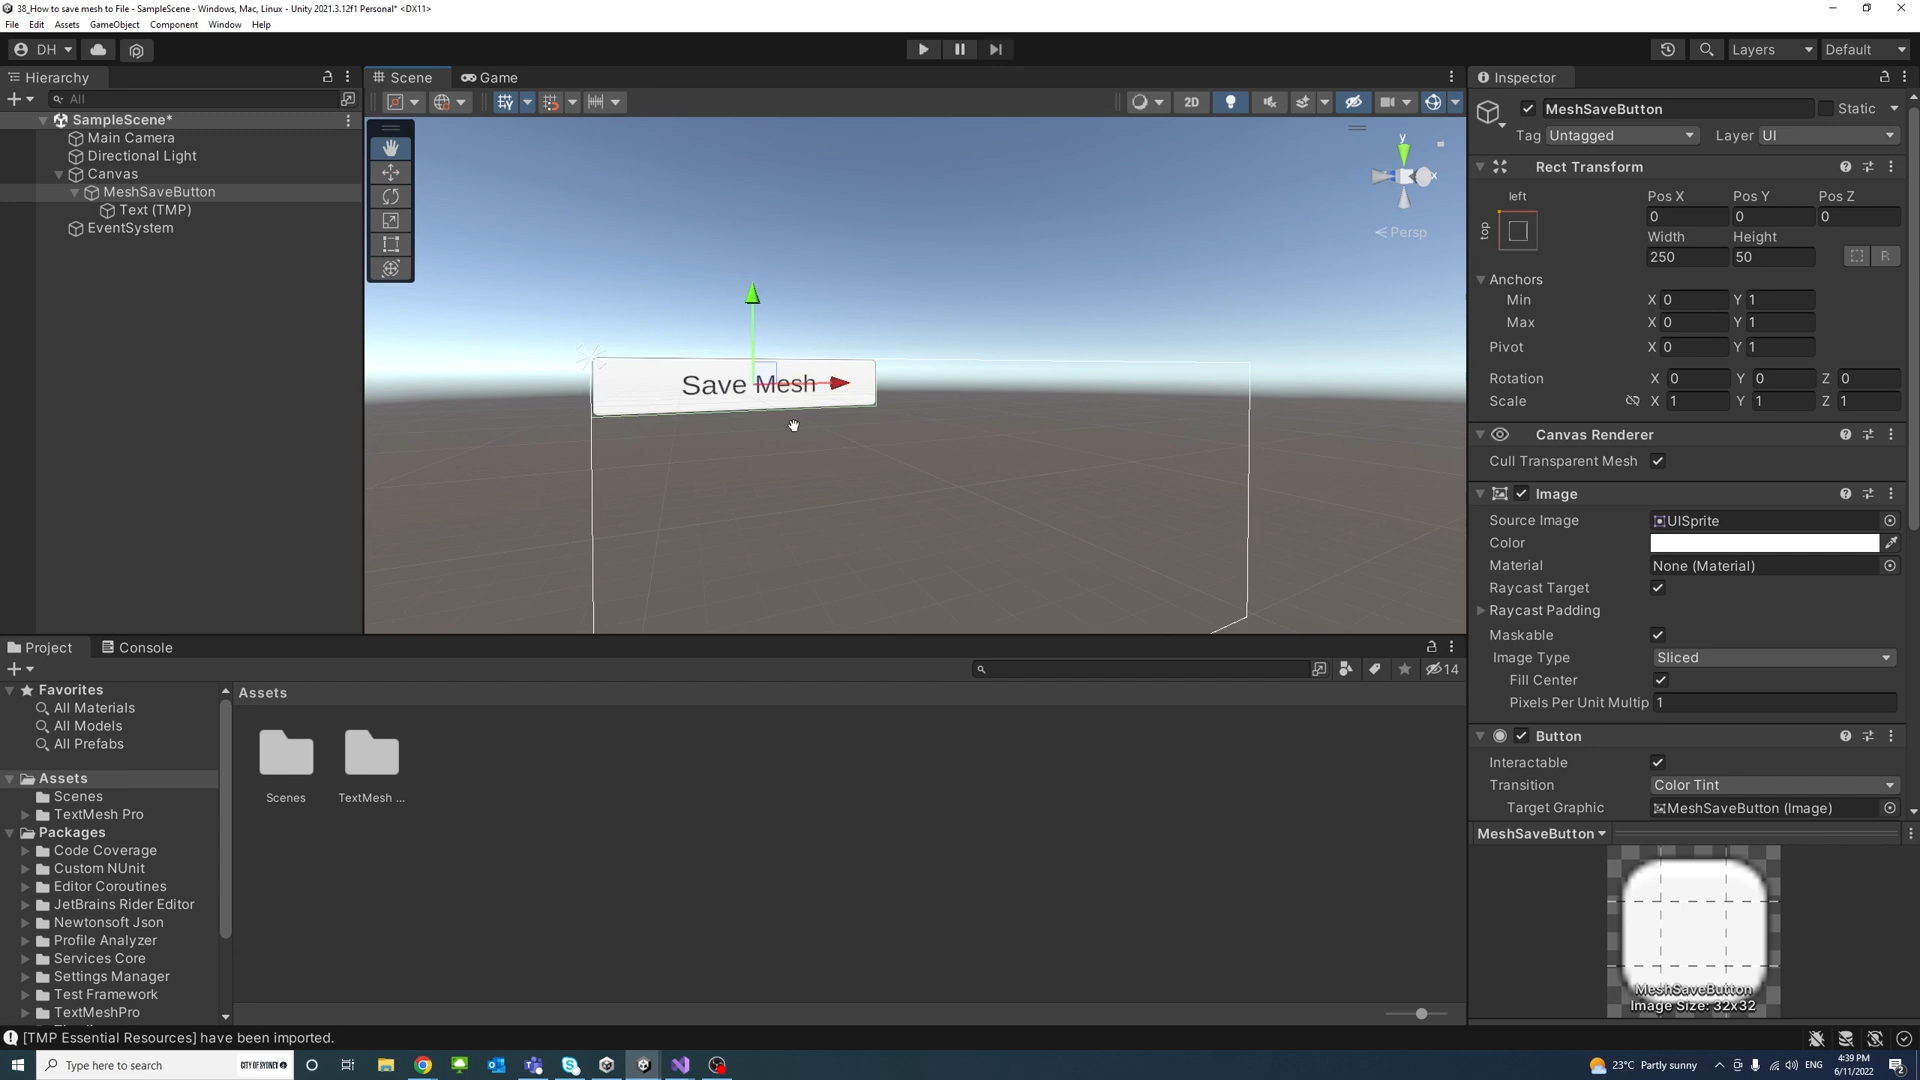 38_How to save mesh to File - SampleScene - Windows, Mac, Linux - Unity 2021.3.12f1 Personal* <DX11>
File Edit Assets GameObject Component Window Help
DH
Layers
Default
Hierarchy
Scene
Game
Inspector
All
2D
SampleScene*
Main Camera
Directional Light
Canvas
MeshSaveButton
Text (TMP)
EventSystem
y
x
Persp
Save Mesh
MeshSaveButton
Static
Tag Untagged
Layer UI
Rect Transform
left
top
Pos X Pos Y Pos Z
0 0 0
Width Height
250 50
R
Anchors
Min X 0 Y 1
Max X 0 Y 1
Pivot X 0 Y 1
Rotation X 0 Y 0 Z 0
Scale X 1 Y 1 Z 1
Canvas Renderer
Cull Transparent Mesh
Image
Source Image UISprite
Color
Material None (Material)
Raycast Target
Raycast Padding
Maskable
Image Type Sliced
Fill Center
Pixels Per Unit Multip 1
Button
Interactable
Transition Color Tint
Target Graphic MeshSaveButton (Image)
MeshSaveButton
MeshSaveButton
Image Size: 32x32
Project
Console
14
Favorites
All Materials
All Models
All Prefabs
Assets
Scenes
TextMesh Pro
Packages
Code Coverage
Custom NUnit
Editor Coroutines
JetBrains Rider Editor
Newtonsoft Json
Profile Analyzer
Services Core
Settings Manager
Test Framework
TextMeshPro
Assets
Scenes
TextMesh ...
[TMP Essential Resources] have been imported.
Type here to search
CITY OF SYDNEY
23°C Partly sunny
ENG
4:39 PM
6/11/2022
2